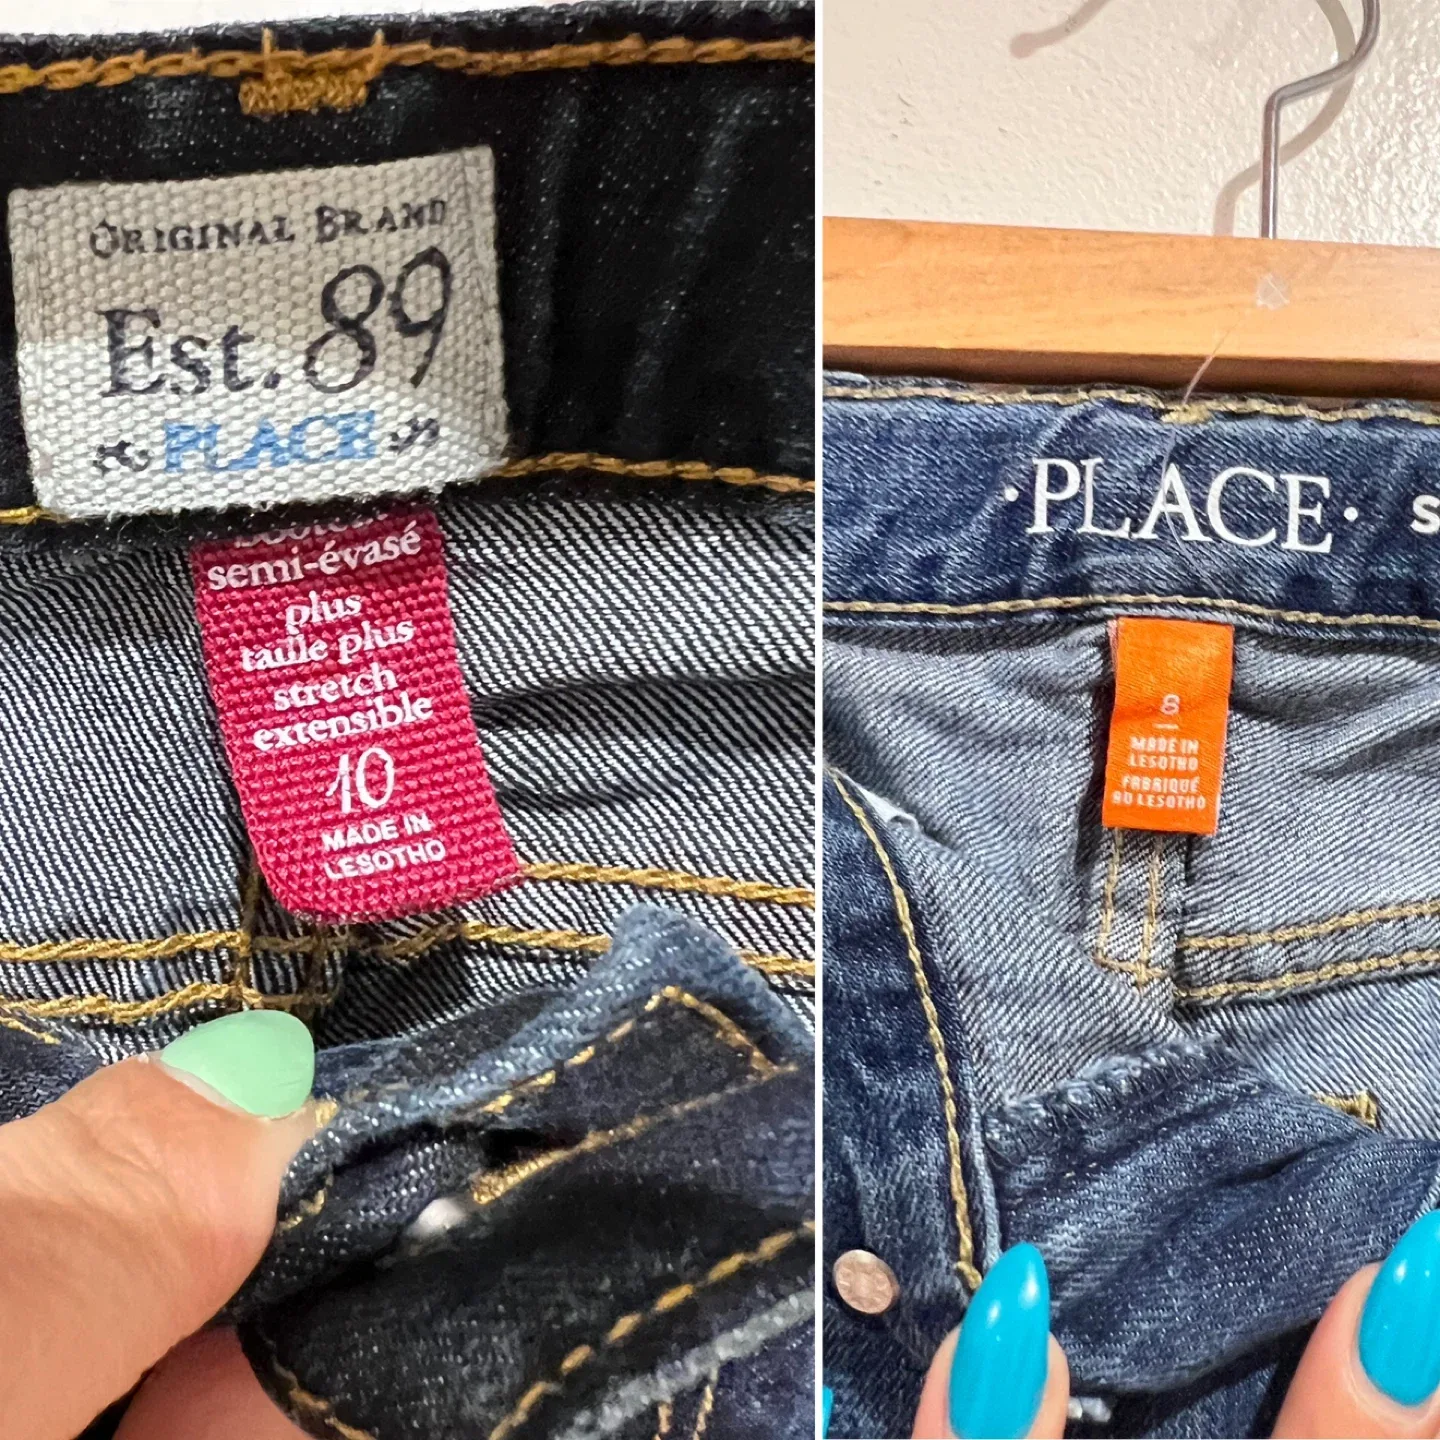 ORIGINAL BRAND
Est. 89
PLACE
bootcut
semi-évasé
plus
taille plus
stretch
extensible
10
MADE IN
LESOTHO
·PLACE· S
8
MADE IN
LESOTHO
FABRIQUÉ
AU LESOTHO